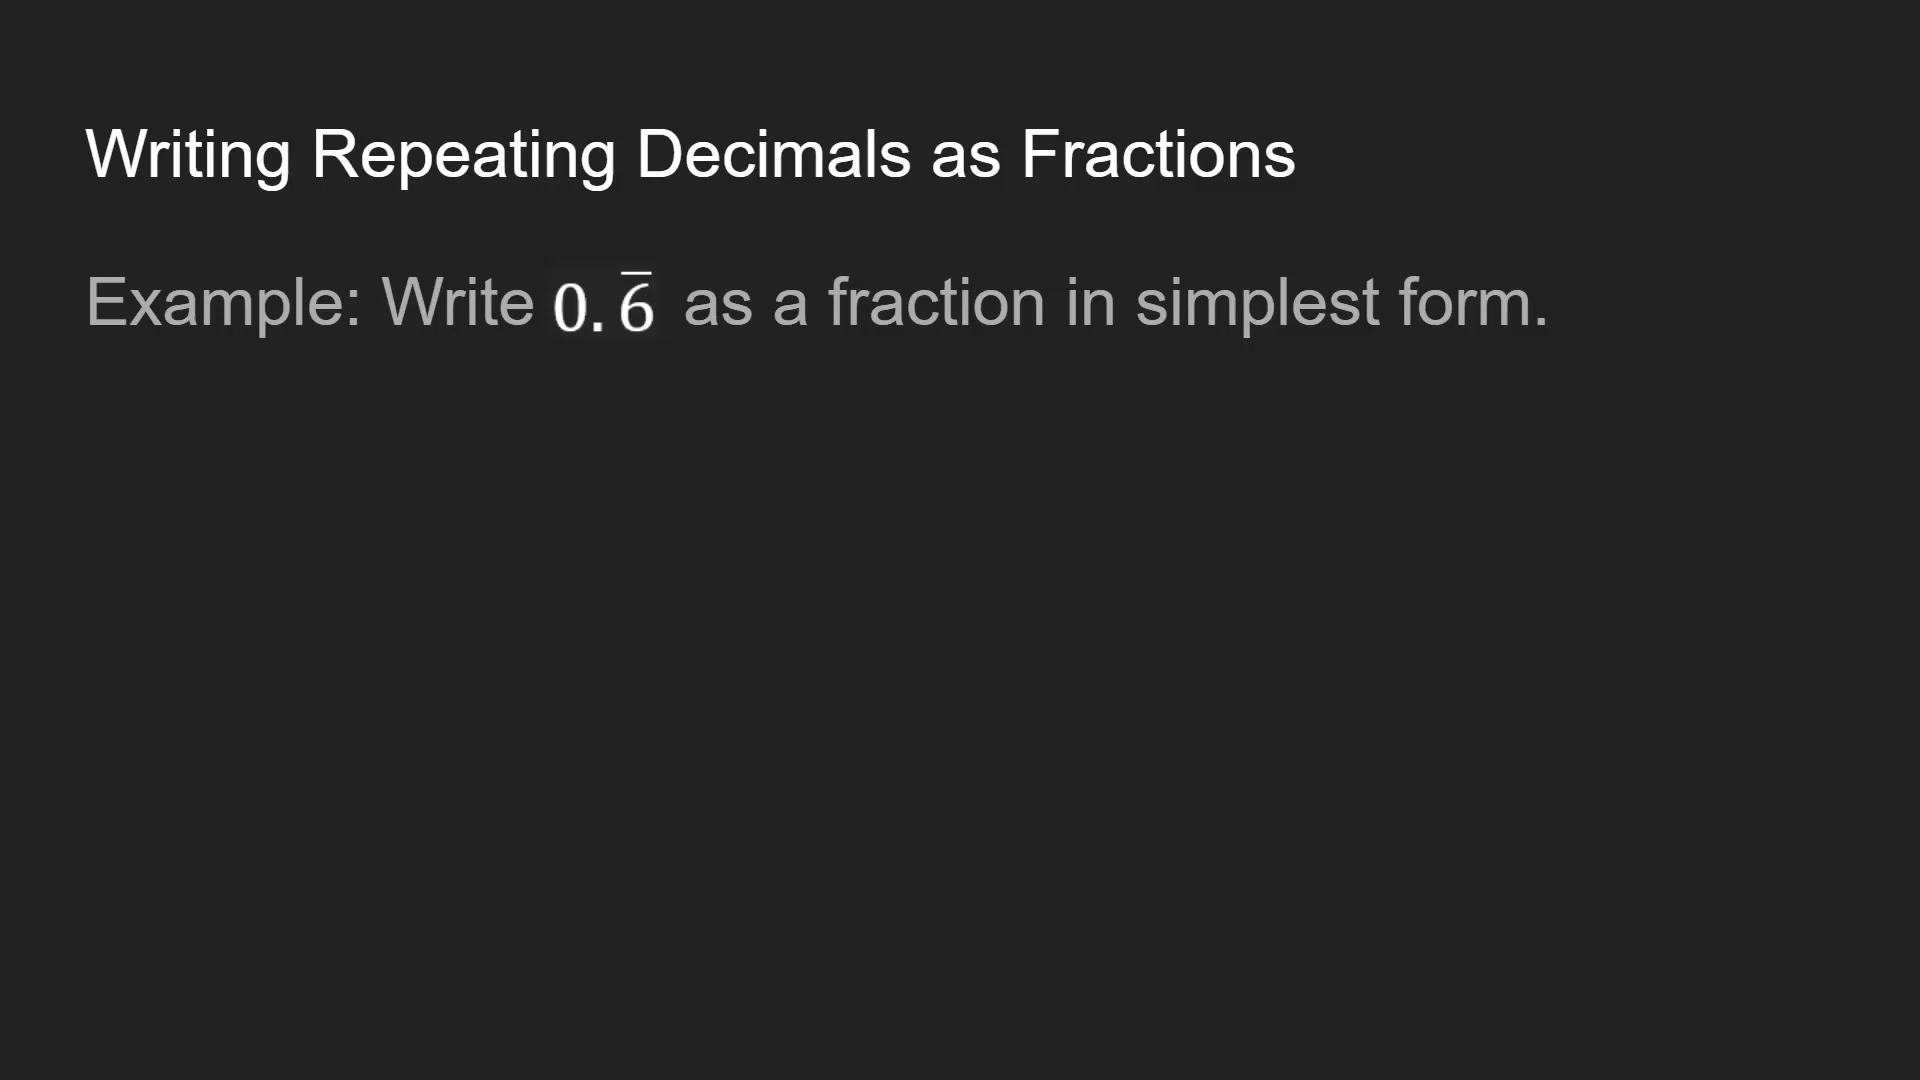 Writing Repeating Decimals as Fractions
Example: Write 0.6̅ as a fraction in simplest form.